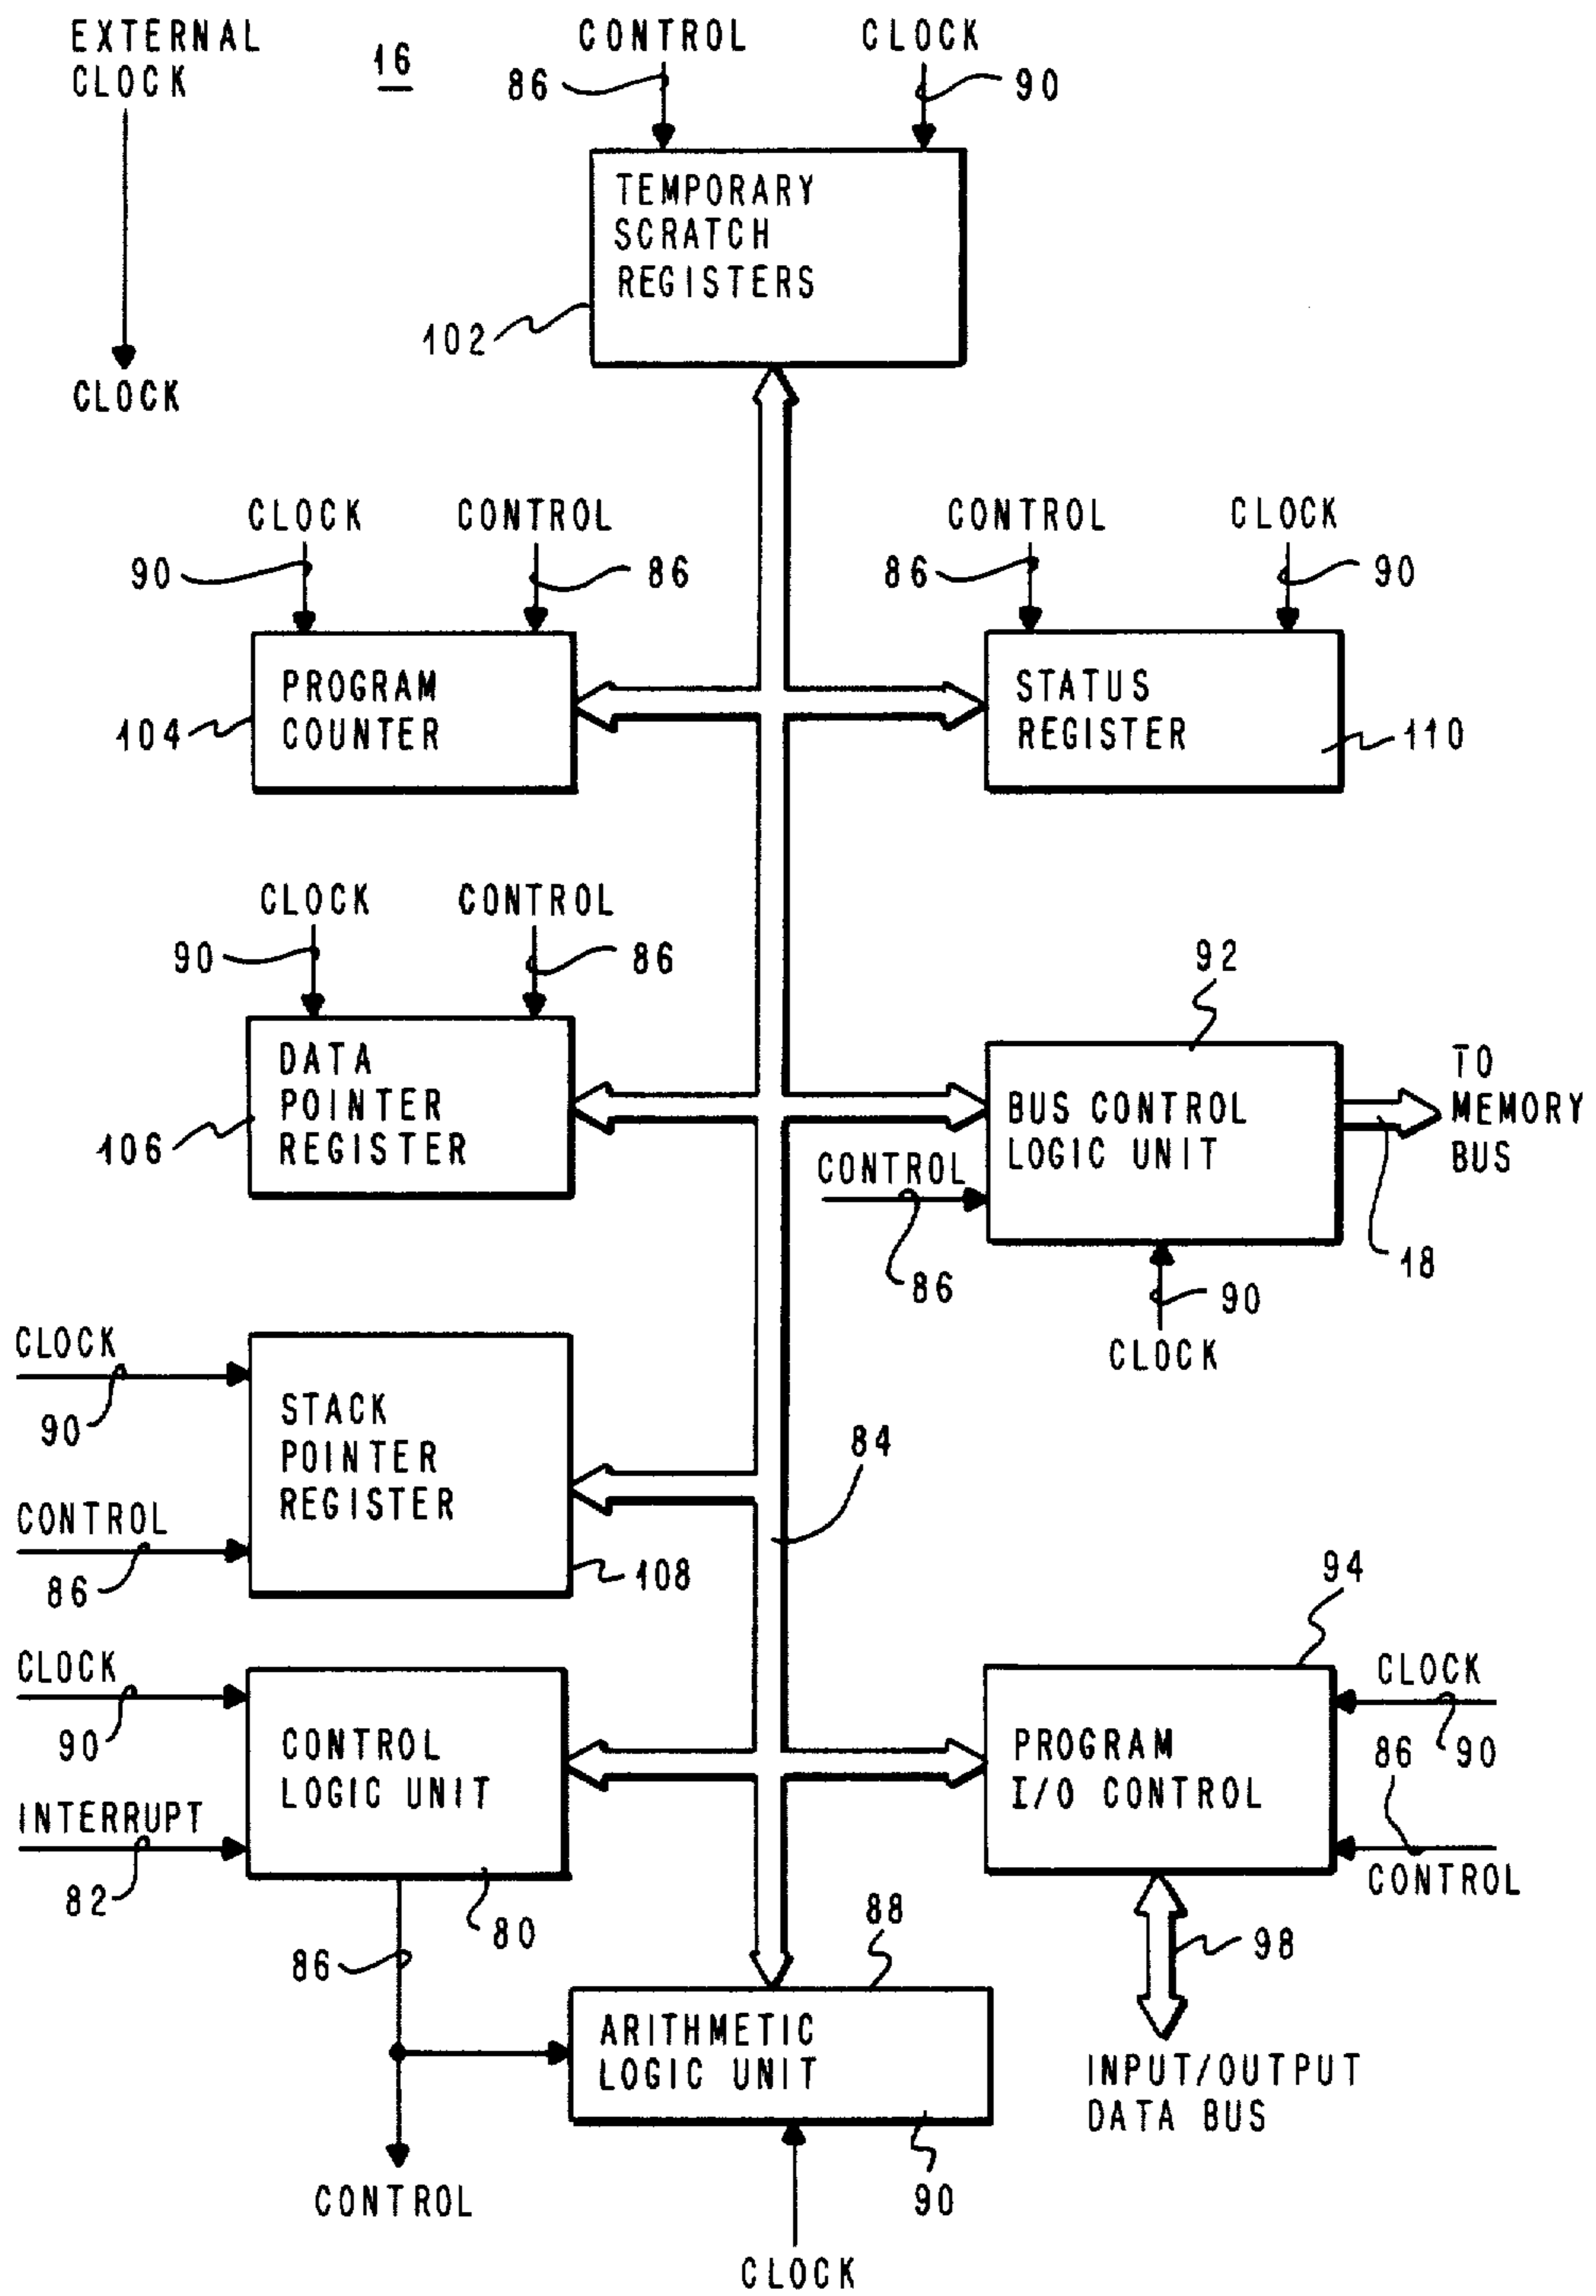 EXTERNAL
CLOCK
16
CONTROL
CLOCK
86
90
TEMPORARY
SCRATCH
REGISTERS
102
CLOCK
CLOCK
CONTROL
90
86
PROGRAM
COUNTER
104
CONTROL
CLOCK
86
90
STATUS
REGISTER
110
CLOCK
CONTROL
90
86
DATA
POINTER
REGISTER
106
92
BUS CONTROL
LOGIC UNIT
TO
MEMORY
BUS
CONTROL
86
18
90
CLOCK
CLOCK
90
STACK
POINTER
REGISTER
CONTROL
86
108
84
94
CLOCK
90
CONTROL
LOGIC UNIT
INTERRUPT
82
80
86
CONTROL
PROGRAM
I/O CONTROL
CLOCK
90
86
CONTROL
98
INPUT/OUTPUT
DATA BUS
88
ARITHMETIC
LOGIC UNIT
90
CLOCK